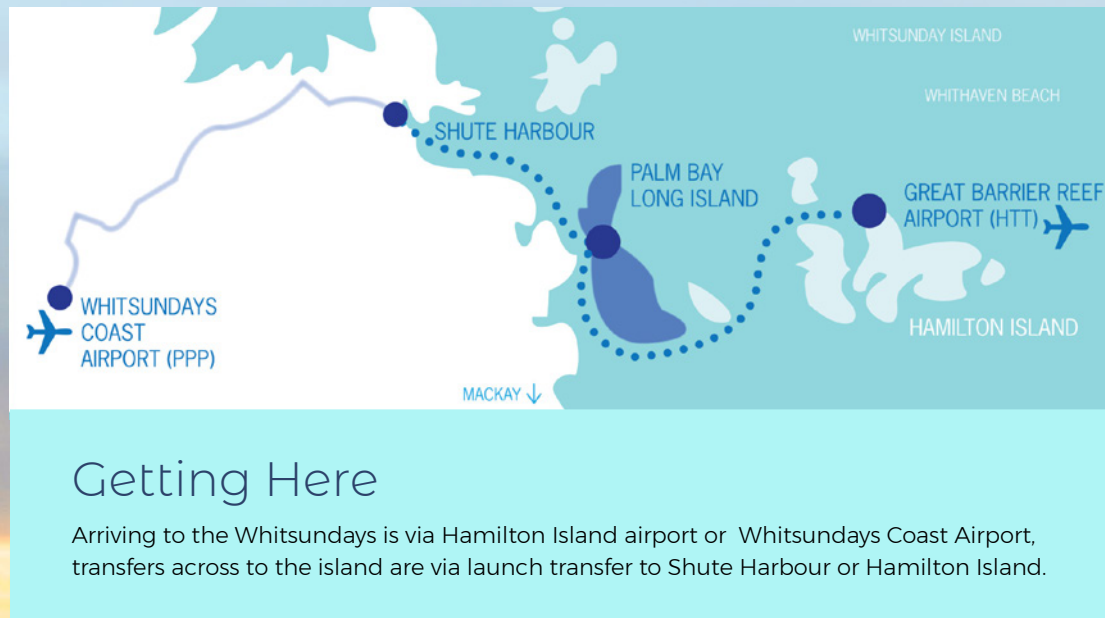 WHITSUNDAY ISLAND
WHITHAVEN BEACH
SHUTE HARBOUR
PALM BAY
LONG ISLAND
GREAT BARRIER REEF
AIRPORT (HTT)
HAMILTON ISLAND
WHITSUNDAYS
COAST
AIRPORT (PPP)
MACKAY
Getting Here
Arriving to the Whitsundays is via Hamilton Island airport or  Whitsundays Coast Airport,
transfers across to the island are via launch transfer to Shute Harbour or Hamilton Island.